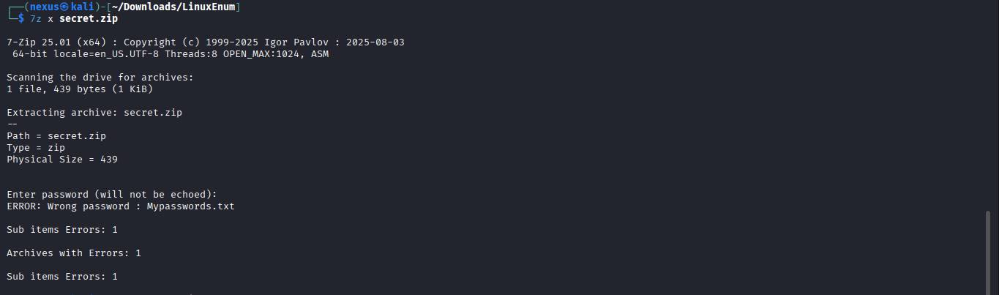 ┌──(nexus㉿kali)-[~/Downloads/LinuxEnum]
└─$ 7z x secret.zip
7-Zip 25.01 (x64) : Copyright (c) 1999-2025 Igor Pavlov : 2025-08-03
64-bit locale=en_US.UTF-8 Threads:8 OPEN_MAX:1024, ASM
Scanning the drive for archives:
1 file, 439 bytes (1 KiB)
Extracting archive: secret.zip
--
Path = secret.zip
Type = zip
Physical Size = 439
Enter password (will not be echoed):
ERROR: Wrong password : Mypasswords.txt
Sub items Errors: 1
Archives with Errors: 1
Sub items Errors: 1